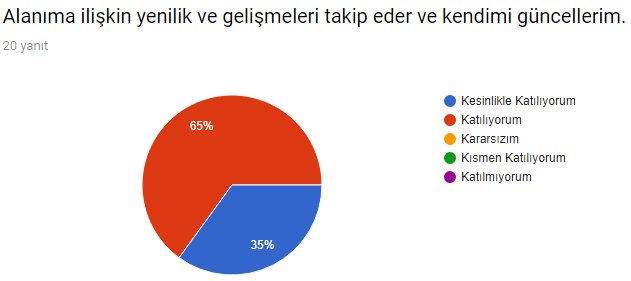 Alanıma ilişkin yenilik ve gelişmeleri takip eder ve kendimi güncellerim.
20 yanıt
65%
35%
Kesinlikle Katılıyorum
Katılıyorum
Kararsızım
Kısmen Katılıyorum
Katılmıyorum